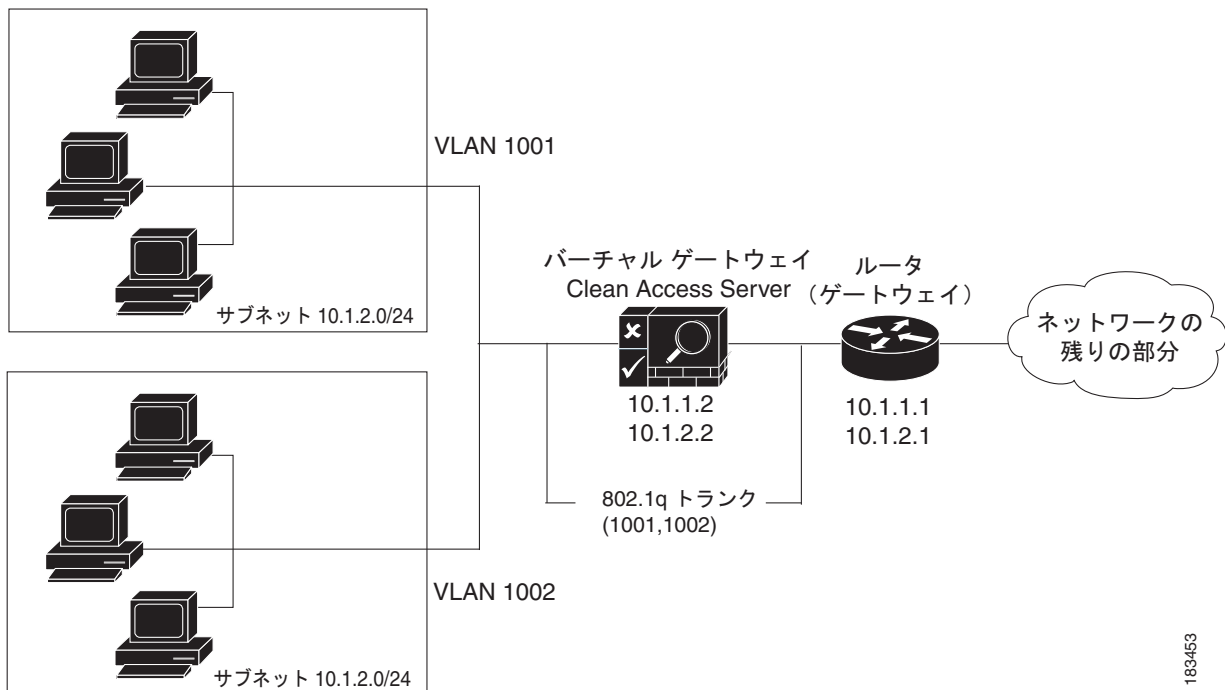 VLAN 1001
サブネット 10.1.2.0/24
バーチャル ゲートウェイ
Clean Access Server
ルータ
（ゲートウェイ）
ネットワークの
残りの部分
10.1.1.2
10.1.2.2
10.1.1.1
10.1.2.1
802.1q トランク
(1001,1002)
VLAN 1002
サブネット 10.1.2.0/24
183453